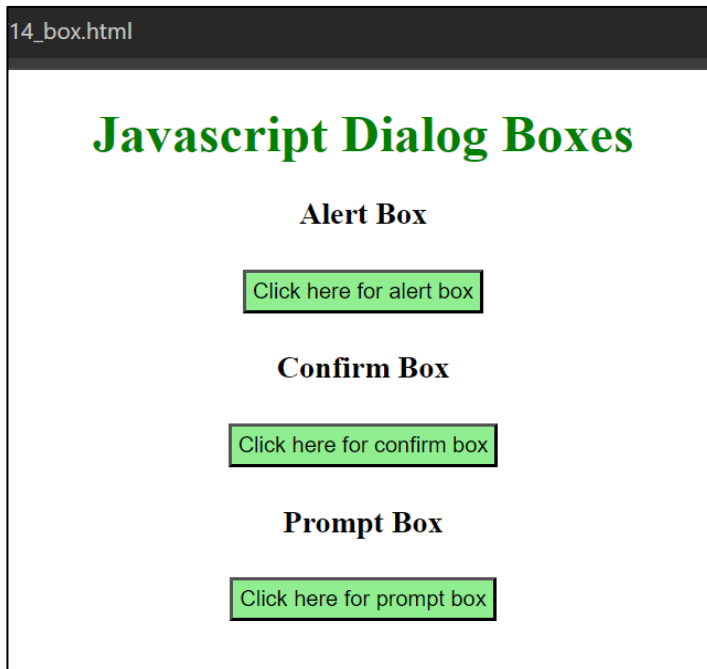 14_box.html
Javascript Dialog Boxes
Alert Box
Click here for alert box
Confirm Box
Click here for confirm box
Prompt Box
Click here for prompt box